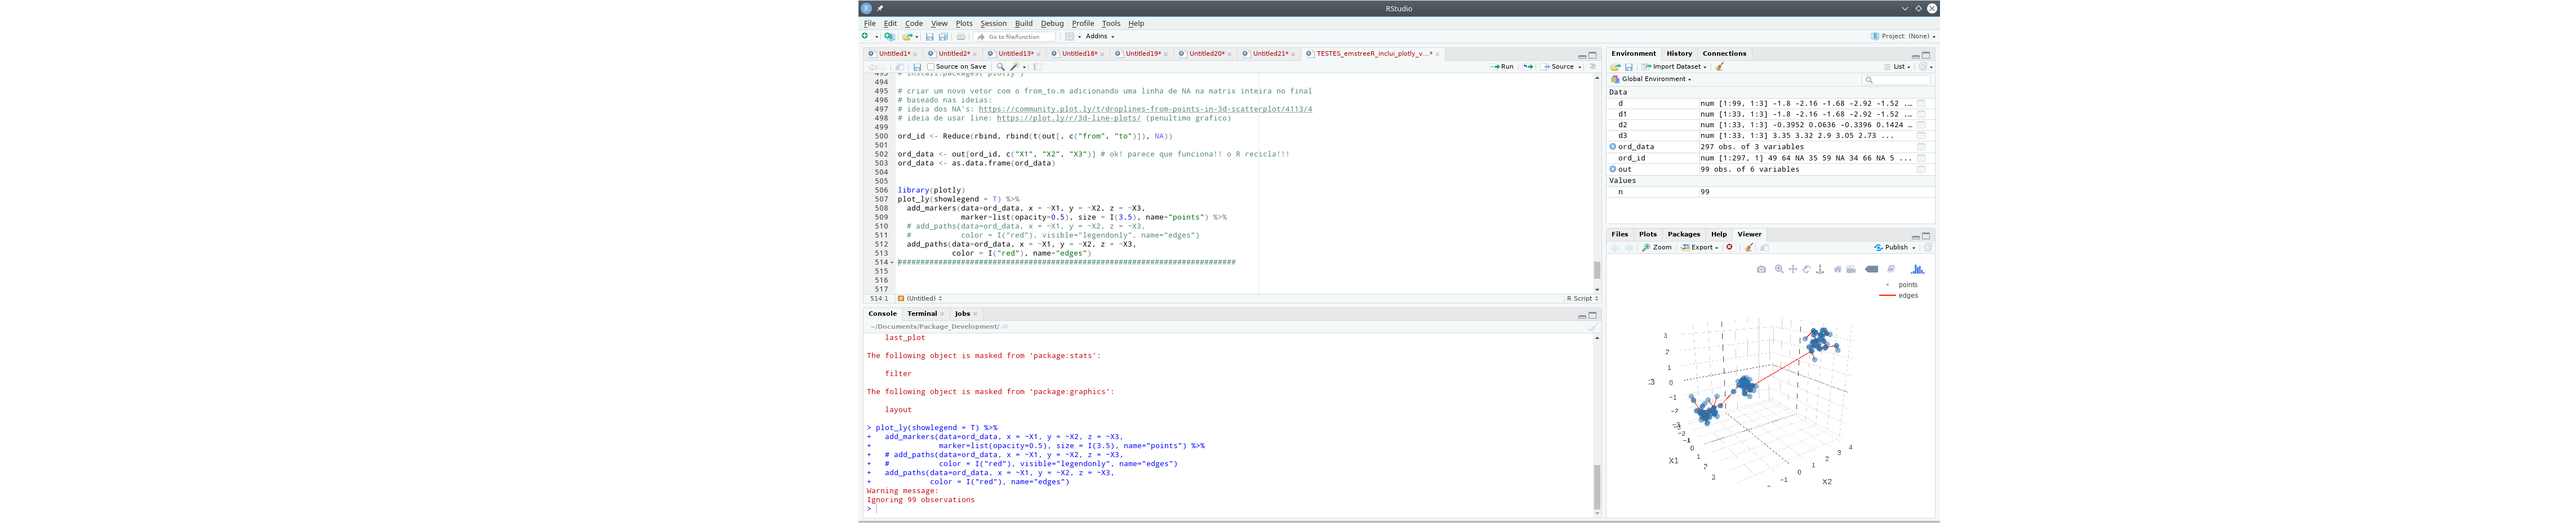 RStudio
File Edit Code View Plots Session Build Debug Profile Tools Help
Go to file/function Addins Project: (None)
Untitled1* Untitled2* Untitled13* Untitled18* Untitled19* Untitled20* Untitled21* TESTES_emstreeR_inclui_plotly_v...*
Source on Save Run Source
493 # install.packages("plotly")
494
495 # criar um novo vetor com o from_to.m adicionando uma linha de NA na matrix inteira no final
496 # baseado nas ideias:
497 # ideia dos NA's: https://community.plot.ly/t/droplines-from-points-in-3d-scatterplot/4113/4
498 # ideia de usar line: https://plot.ly/r/3d-line-plots/ (penultimo grafico)
499
500 ord_id <- Reduce(rbind, rbind(t(out[, c("from", "to")]), NA))
501
502 ord_data <- out[ord_id, c("X1", "X2", "X3")] # ok! parece que funciona!! o R recicla!!!
503 ord_data <- as.data.frame(ord_data)
504
505
506 library(plotly)
507 plot_ly(showlegend = T) %>%
508 add_markers(data=ord_data, x = ~X1, y = ~X2, z = ~X3,
509 marker=list(opacity=0.5), size = I(3.5), name="points") %>%
510 # add_paths(data=ord_data, x = ~X1, y = ~X2, z = ~X3,
511 # color = I("red"), visible="legendonly", name="edges")
512 add_paths(data=ord_data, x = ~X1, y = ~X2, z = ~X3,
513 color = I("red"), name="edges")
514 ###########################################################################
515
516
517
514:1 (Untitled) R Script
Console Terminal Jobs
~/Documents/Package_Development/
last_plot
The following object is masked from 'package:stats':
filter
The following object is masked from 'package:graphics':
layout
> plot_ly(showlegend = T) %>%
+ add_markers(data=ord_data, x = ~X1, y = ~X2, z = ~X3,
+ marker=list(opacity=0.5), size = I(3.5), name="points") %>%
+ # add_paths(data=ord_data, x = ~X1, y = ~X2, z = ~X3,
+ # color = I("red"), visible="legendonly", name="edges")
+ add_paths(data=ord_data, x = ~X1, y = ~X2, z = ~X3,
+ color = I("red"), name="edges")
Warning message:
Ignoring 99 observations
>
Environment History Connections
Import Dataset List
Global Environment
Data
d num [1:99, 1:3] -1.8 -2.16 -1.68 -2.92 -1.52 ...
d1 num [1:33, 1:3] -1.8 -2.16 -1.68 -2.92 -1.52 ...
d2 num [1:33, 1:3] -0.3952 0.0636 -0.3396 0.1424 ...
d3 num [1:33, 1:3] 3.35 3.32 2.9 3.05 2.73 ...
ord_data 297 obs. of 3 variables
ord_id num [1:297, 1] 49 64 NA 35 59 NA 34 66 NA 5 ...
out 99 obs. of 6 variables
Values
n 99
Files Plots Packages Help Viewer
Zoom Export Publish
points
edges
3
2
1
:3 0
-1
-2
-3
-2
-1
0
1
2
3
X1
-1
0
1
2
3
4
X2